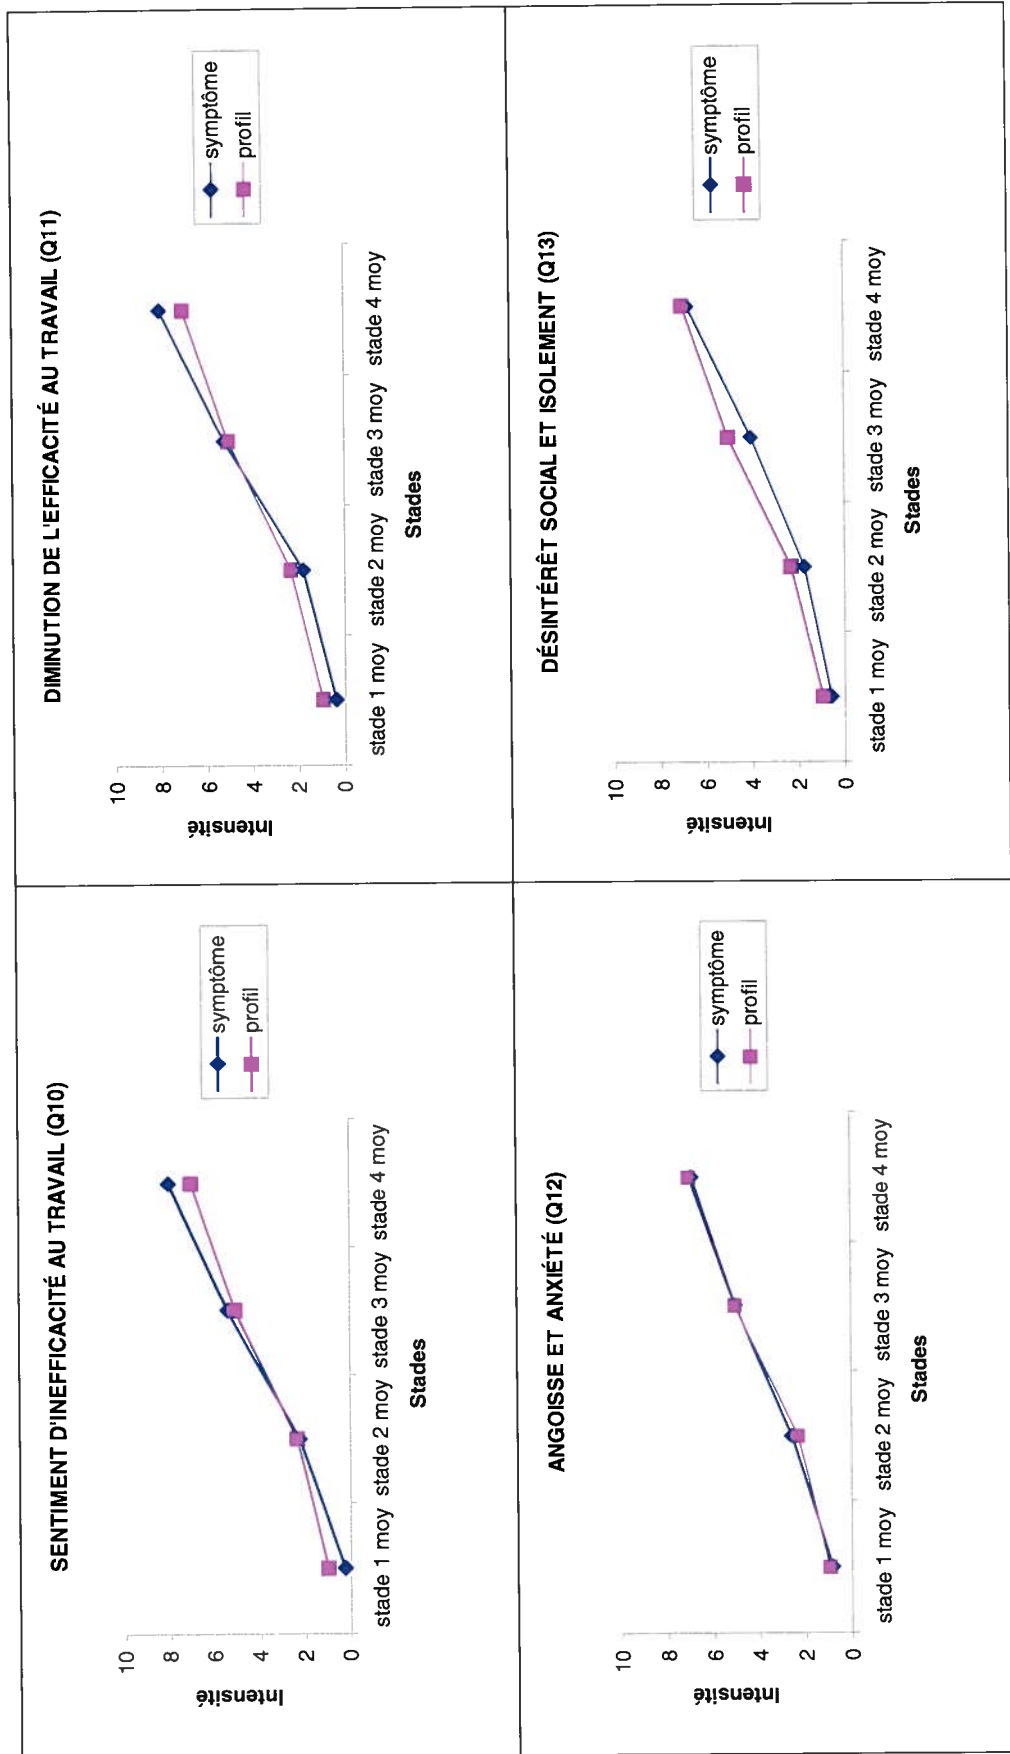 SENTIMENT D'INEFFICACITÉ AU TRAVAIL (Q10)
10
8
6
4
2
0
Intensité
stade 1 moy stade 2 moy stade 3 moy stade 4 moy
Stades
symptôme
profil
DIMINUTION DE L'EFFICACITÉ AU TRAVAIL (Q11)
10
8
6
4
2
0
Intensité
stade 1 moy stade 2 moy stade 3 moy stade 4 moy
Stades
symptôme
profil
ANGOISSE ET ANXIÉTÉ (Q12)
10
8
6
4
2
0
Intensité
stade 1 moy stade 2 moy stade 3 moy stade 4 moy
Stades
symptôme
profil
DÉSINTÉRÊT SOCIAL ET ISOLEMENT (Q13)
10
8
6
4
2
0
Intensité
stade 1 moy stade 2 moy stade 3 moy stade 4 moy
Stades
symptôme
profil